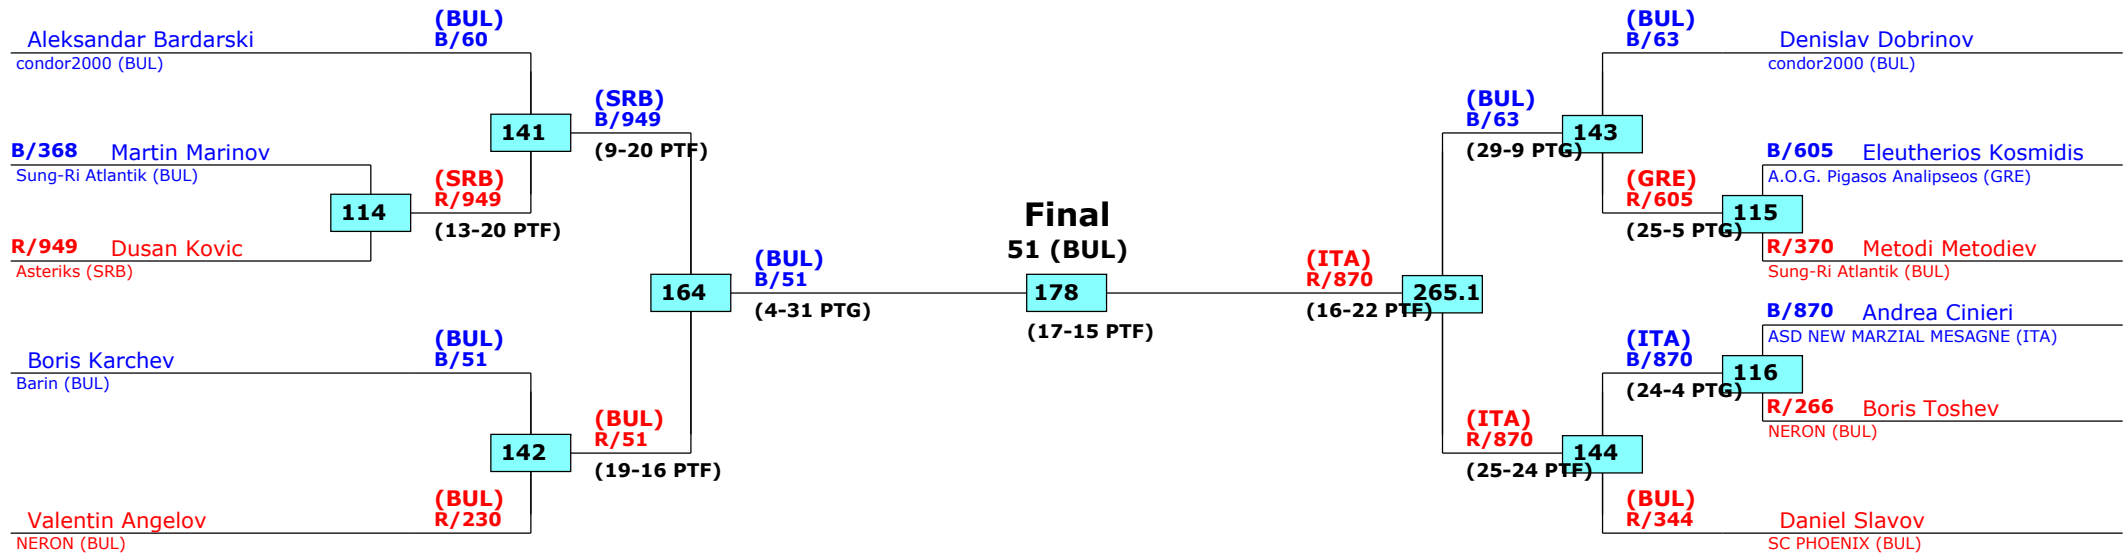 (BUL)
Aleksandar Bardarski B/60
condor2000 (BUL)
(SRB)
141 B/949
(9-20 PTF)
B/368 Martin Marinov
Sung-Ri Atlantik (BUL)
(SRB)
114 R/949
(13-20 PTF)
R/949 Dusan Kovic
Asteriks (SRB)
(BUL)
164 B/51
(4-31 PTG)
(BUL)
Boris Karchev B/51
Barin (BUL)
(BUL)
142 R/51
(19-16 PTF)
(BUL)
Valentin Angelov R/230
NERON (BUL)
Final
51 (BUL)
178
(17-15 PTF)
(BUL)
B/63 Denislav Dobrinov
condor2000 (BUL)
(BUL)
B/63 143
(29-9 PTG)
B/605 Eleutherios Kosmidis
A.O.G. Pigasos Analipseos (GRE)
(GRE)
R/605 115
(25-5 PTG)
R/370 Metodi Metodiev
Sung-Ri Atlantik (BUL)
(ITA)
R/870 265.1
(16-22 PTF)
B/870 Andrea Cinieri
ASD NEW MARZIAL MESAGNE (ITA)
(ITA)
B/870 116
(24-4 PTG)
R/266 Boris Toshev
NERON (BUL)
(ITA)
R/870 144
(25-24 PTF)
(BUL)
R/344 Daniel Slavov
SC PHOENIX (BUL)